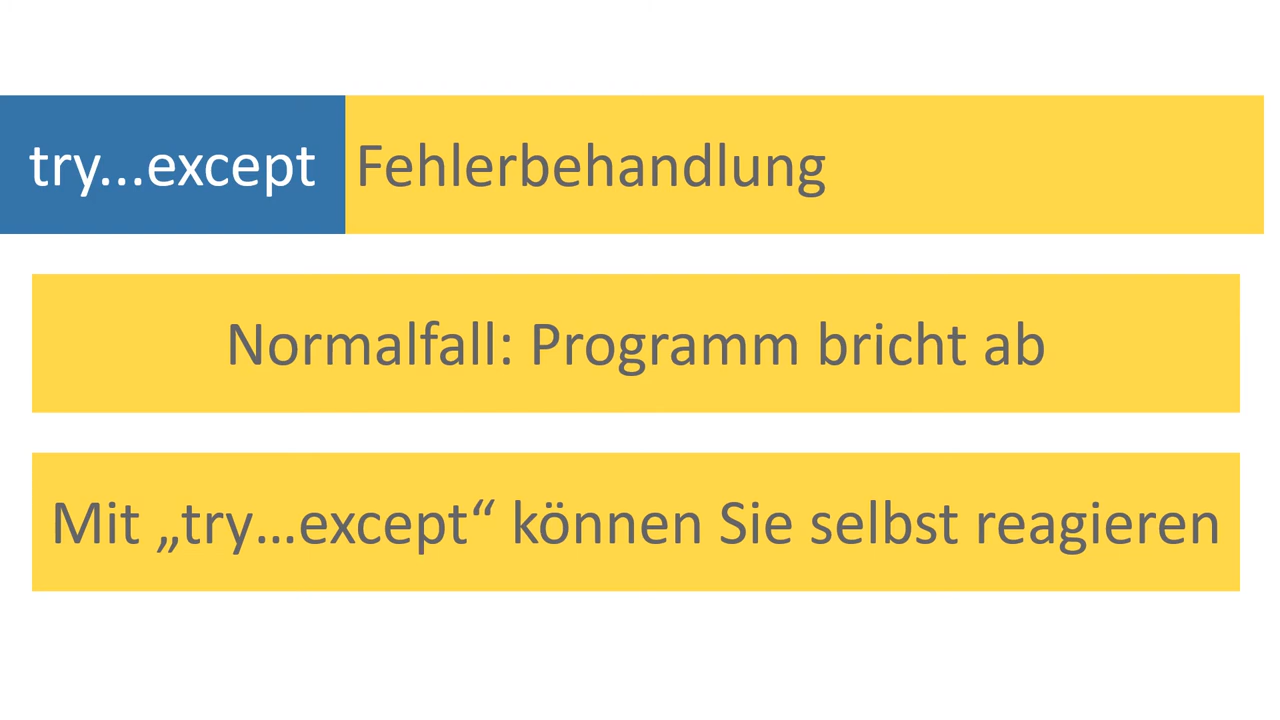 try...except Fehlerbehandlung
Normalfall: Programm bricht ab
Mit „try…except“ können Sie selbst reagieren